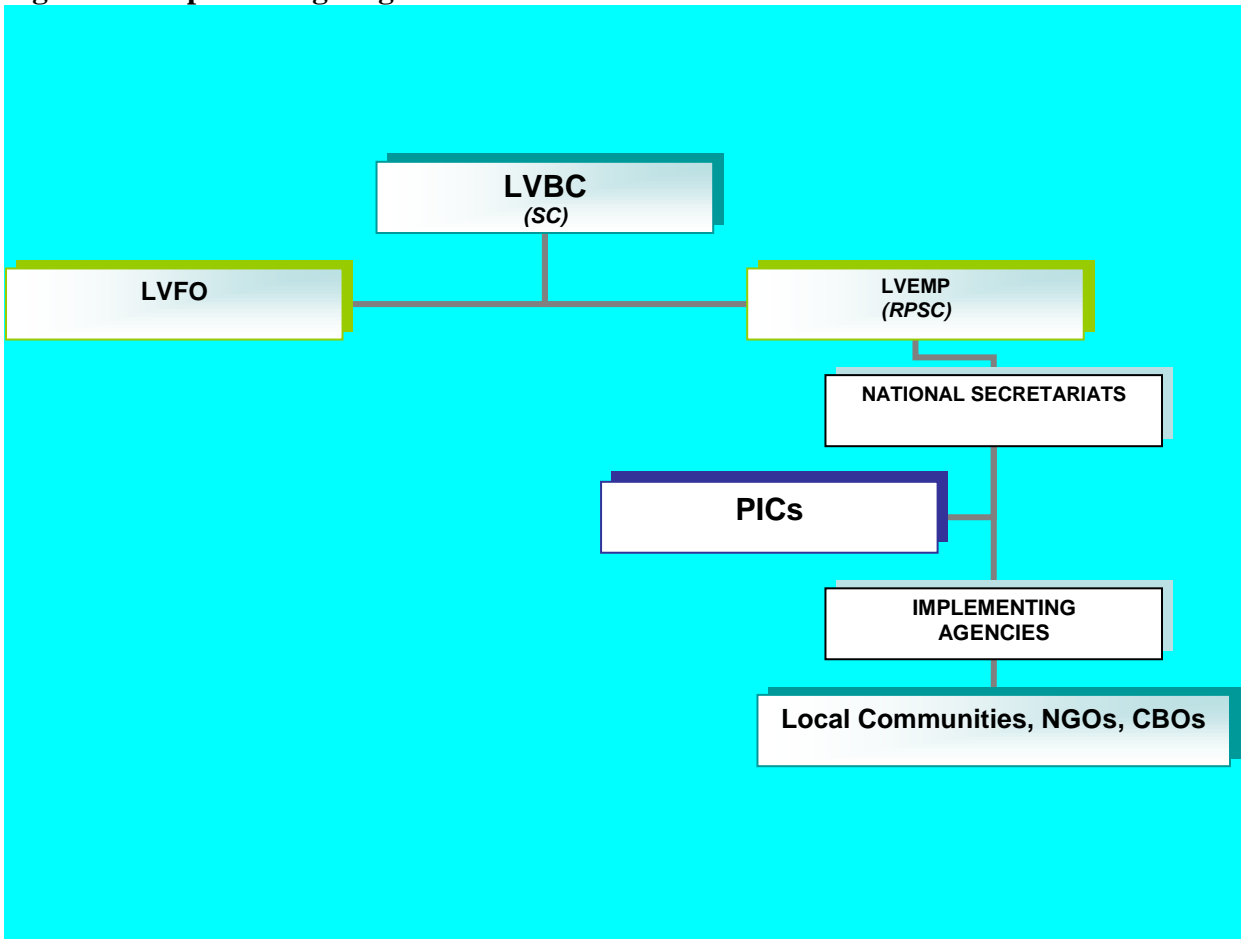 LVBC
(SC)
LVFO
LVEMP
(RPSC)
NATIONAL SECRETARIATS
PICs
IMPLEMENTING
AGENCIES
Local Communities, NGOs, CBOs